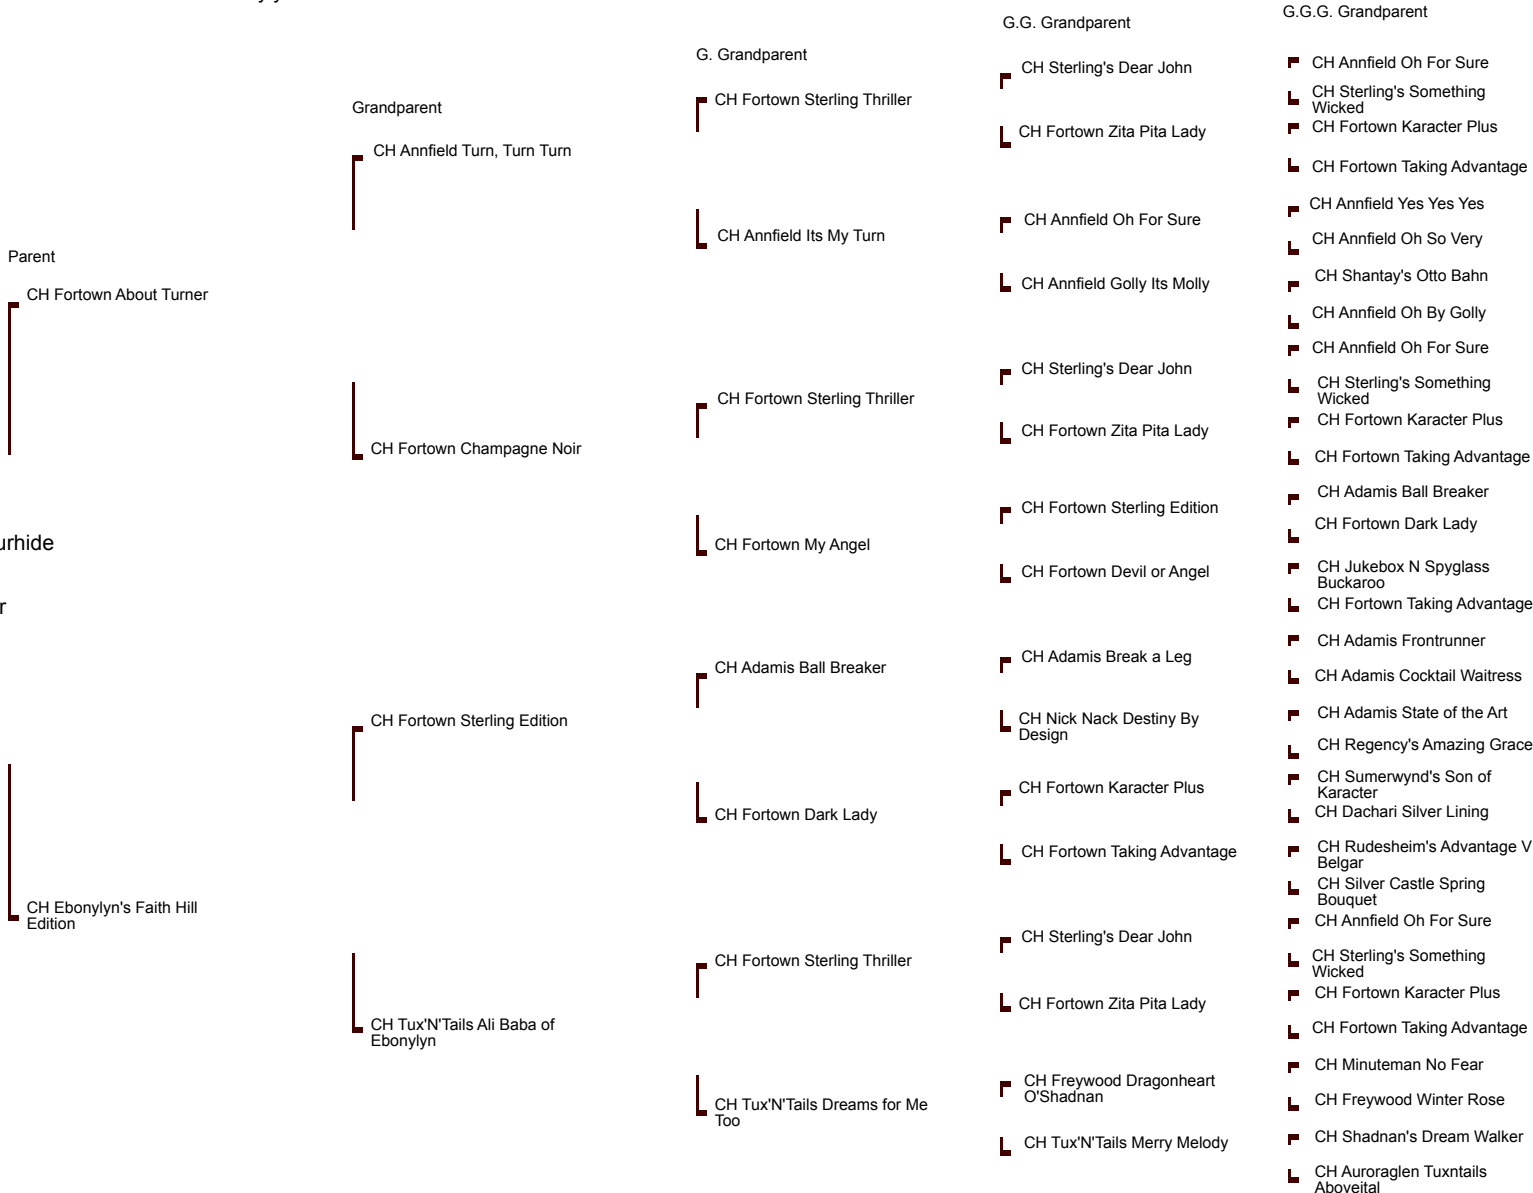 Parent
CH Fortown About Turner
urhide
r
CH Ebonylyn's Faith Hill
Edition
Grandparent
CH Annfield Turn, Turn Turn
CH Fortown Champagne Noir
CH Fortown Sterling Edition
CH Tux'N'Tails Ali Baba of
Ebonylyn
G. Grandparent
CH Fortown Sterling Thriller
CH Annfield Its My Turn
CH Fortown Sterling Thriller
CH Fortown My Angel
CH Adamis Ball Breaker
CH Fortown Dark Lady
CH Fortown Sterling Thriller
CH Tux'N'Tails Dreams for Me
Too
G.G. Grandparent
CH Sterling's Dear John
CH Fortown Zita Pita Lady
CH Annfield Oh For Sure
CH Annfield Golly Its Molly
CH Sterling's Dear John
CH Fortown Zita Pita Lady
CH Fortown Sterling Edition
CH Fortown Devil or Angel
CH Adamis Break a Leg
CH Nick Nack Destiny By
Design
CH Fortown Karacter Plus
CH Fortown Taking Advantage
CH Sterling's Dear John
CH Fortown Zita Pita Lady
CH Freywood Dragonheart
O'Shadnan
CH Tux'N'Tails Merry Melody
G.G.G. Grandparent
CH Annfield Oh For Sure
CH Sterling's Something
Wicked
CH Fortown Karacter Plus
CH Fortown Taking Advantage
CH Annfield Yes Yes Yes
CH Annfield Oh So Very
CH Shantay's Otto Bahn
CH Annfield Oh By Golly
CH Annfield Oh For Sure
CH Sterling's Something
Wicked
CH Fortown Karacter Plus
CH Fortown Taking Advantage
CH Adamis Ball Breaker
CH Fortown Dark Lady
CH Jukebox N Spyglass
Buckaroo
CH Fortown Taking Advantage
CH Adamis Frontrunner
CH Adamis Cocktail Waitress
CH Adamis State of the Art
CH Regency's Amazing Grace
CH Sumerwynd's Son of
Karacter
CH Dachari Silver Lining
CH Rudesheim's Advantage V
Belgar
CH Silver Castle Spring
Bouquet
CH Annfield Oh For Sure
CH Sterling's Something
Wicked
CH Fortown Karacter Plus
CH Fortown Taking Advantage
CH Minuteman No Fear
CH Freywood Winter Rose
CH Shadnan's Dream Walker
CH Auroraglen Tuxntails
Aboveital